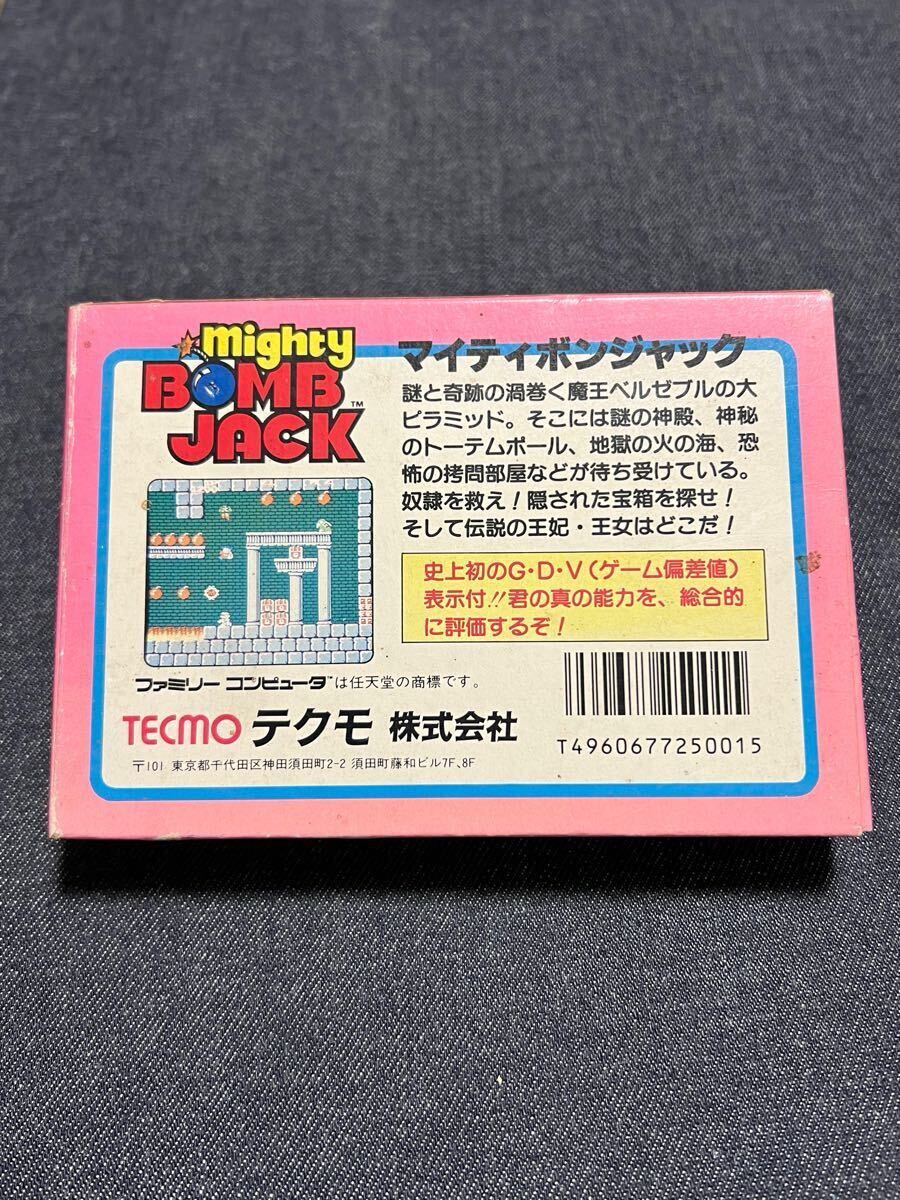 mighty
BOMB
JACK™
マイティボンジャック
謎と奇跡の渦巻く魔王ベルゼブルの大
ピラミッド。そこには謎の神殿、神秘
のトーテムポール、地獄の火の海、恐
怖の拷問部屋などが待ち受けている。
奴隷を救え!隠された宝箱を探せ!
そして伝説の王妃・王女はどこだ!
史上初のG・D・V(ゲーム偏差値)
表示付!!君の真の能力を、総合的
に評価するぞ!
ファミリーコンピュータ™は任天堂の商標です。
TECMO テクモ 株式会社
〒101 東京都千代田区神田須田町2-2 須田町藤和ビル7F、8F
T4960677250015